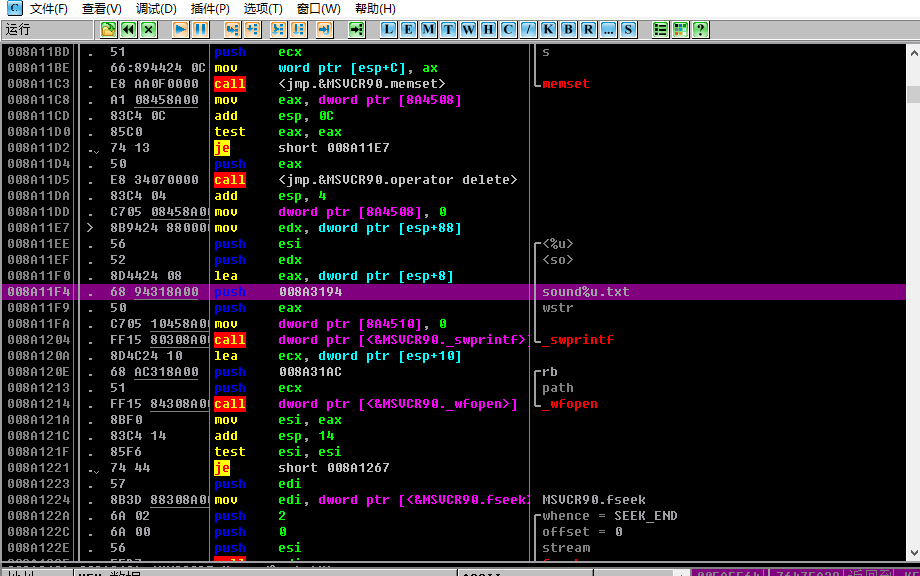 C 文件(F) 查看(V) 调试(D) 插件(P) 选项(T) 窗口(W) 帮助(H)
运行 L E M T W H C / K B R ... S ?
008A11BD . 51 push ecx s
008A11BE . 66:894424 0C mov word ptr [esp+C], ax
008A11C3 . E8 AA0F0000 call <jmp.&MSVCR90.memset> memset
008A11C8 . A1 08458A00 mov eax, dword ptr [8A4508]
008A11CD . 83C4 0C add esp, 0C
008A11D0 . 85C0 test eax, eax
008A11D2 . 74 13 je short 008A11E7
008A11D4 . 50 push eax
008A11D5 . E8 34070000 call <jmp.&MSVCR90.operator delete>
008A11DA . 83C4 04 add esp, 4
008A11DD . C705 08458A00 mov dword ptr [8A4508], 0
008A11E7 > 8B9424 880000 mov edx, dword ptr [esp+88]
008A11EE . 56 push esi <%u>
008A11EF . 52 push edx <so>
008A11F0 . 8D4424 08 lea eax, dword ptr [esp+8]
008A11F4 . 68 94318A00 push 008A3194 sound%u.txt
008A11F9 . 50 push eax wstr
008A11FA . C705 10458A00 mov dword ptr [8A4510], 0
008A1204 . FF15 80308A00 call dword ptr [<&MSVCR90._swprintf>] _swprintf
008A120A . 8D4C24 10 lea ecx, dword ptr [esp+10]
008A120E . 68 AC318A00 push 008A31AC rb
008A1213 . 51 push ecx path
008A1214 . FF15 84308A00 call dword ptr [<&MSVCR90._wfopen>] _wfopen
008A121A . 8BF0 mov esi, eax
008A121C . 83C4 14 add esp, 14
008A121F . 85F6 test esi, esi
008A1221 . 74 44 je short 008A1267
008A1223 . 57 push edi
008A1224 . 8B3D 88308A00 mov edi, dword ptr [<&MSVCR90.fseek> MSVCR90.fseek
008A122A . 6A 02 push 2 whence = SEEK_END
008A122C . 6A 00 push 0 offset = 0
008A122E . 56 push esi stream